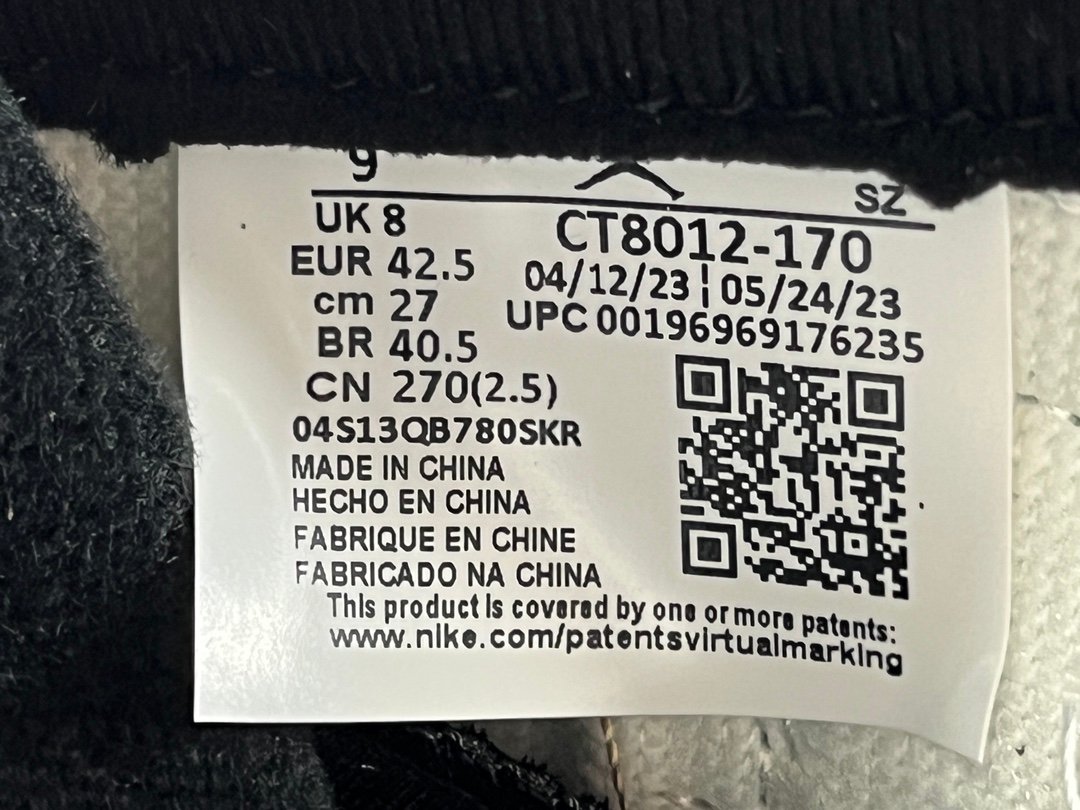 9
SZ
UK 8
CT8012-170
EUR 42.5
04/12/23 | 05/24/23
cm 27
UPC 00196969176235
BR 40.5
CN 270(2.5)
04S13QB780SKR
MADE IN CHINA
HECHO EN CHINA
FABRIQUE EN CHINE
FABRICADO NA CHINA
This product is covered by one or more patents:
www.nike.com/patentsvirtualmarking